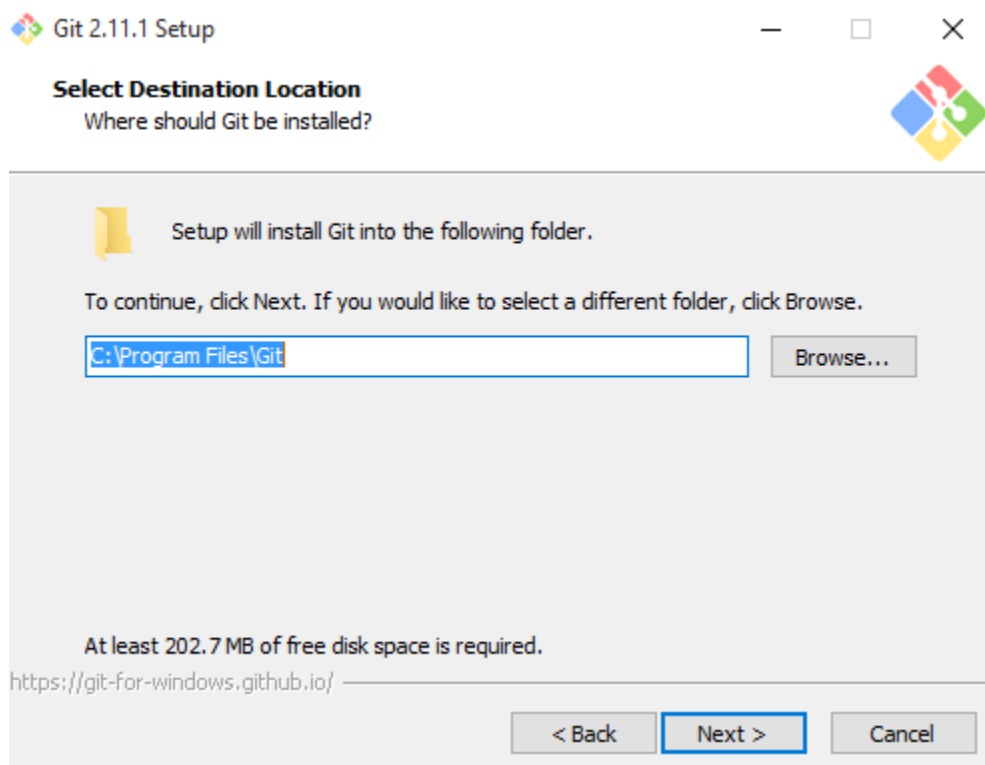 Git 2.11.1 Setup
Select Destination Location
Where should Git be installed?
Setup will install Git into the following folder.
To continue, click Next. If you would like to select a different folder, click Browse.
C:\Program Files\Git
Browse...
At least 202.7 MB of free disk space is required.
https://git-for-windows.github.io/
< Back
Next >
Cancel